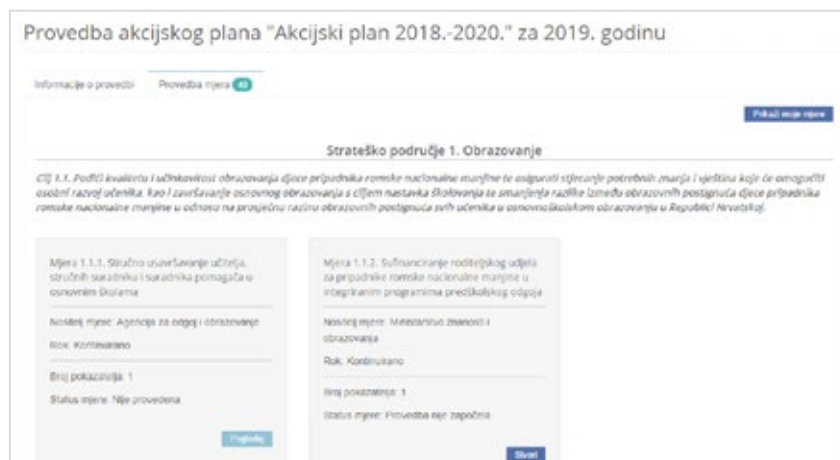 Provedba akcijskog plana "Akcijski plan 2018.-2020." za 2019. godinu
Informacije o provedbi Provedba mjera 43
Prikaži moje mjere
Strateško područje 1. Obrazovanje
Cilj 1.1. Podići kvalitetu i učinkovitost obrazovanja djece pripadnika romske nacionalne manjine te osigurati stjecanje potrebnih znanja i vještina koje će omogućiti
osobni razvoj učenika, kao i završavanje osnovnog obrazovanja s ciljem nastavka školovanja te smanjenja razlike između obrazovnih postignuća djece pripadnika
romske nacionalne manjine u odnosu na prosječnu razinu obrazovnih postignuća svih učenika u osnovnoškolskom obrazovanju u Republici Hrvatskoj.
Mjera 1.1.1. Stručno usavršavanje učitelja,
stručnih suradnika i suradnika pomagača u
osnovnim školama
Nositelj mjere: Agencija za odgoj i obrazovanje
Rok: Kontinuirano
Broj pokazatelja: 1
Status mjere: Nije provedena
Pogledaj
Mjera 1.1.2. Sufinanciranje roditeljskog udjela
za pripadnike romske nacionalne manjine u
integriranim programima predškolskog odgoja
Nositelj mjere: Ministarstvo znanosti i
obrazovanja
Rok: Kontinuirano
Broj pokazatelja: 1
Status mjere: Provedba nije započela
Stvori